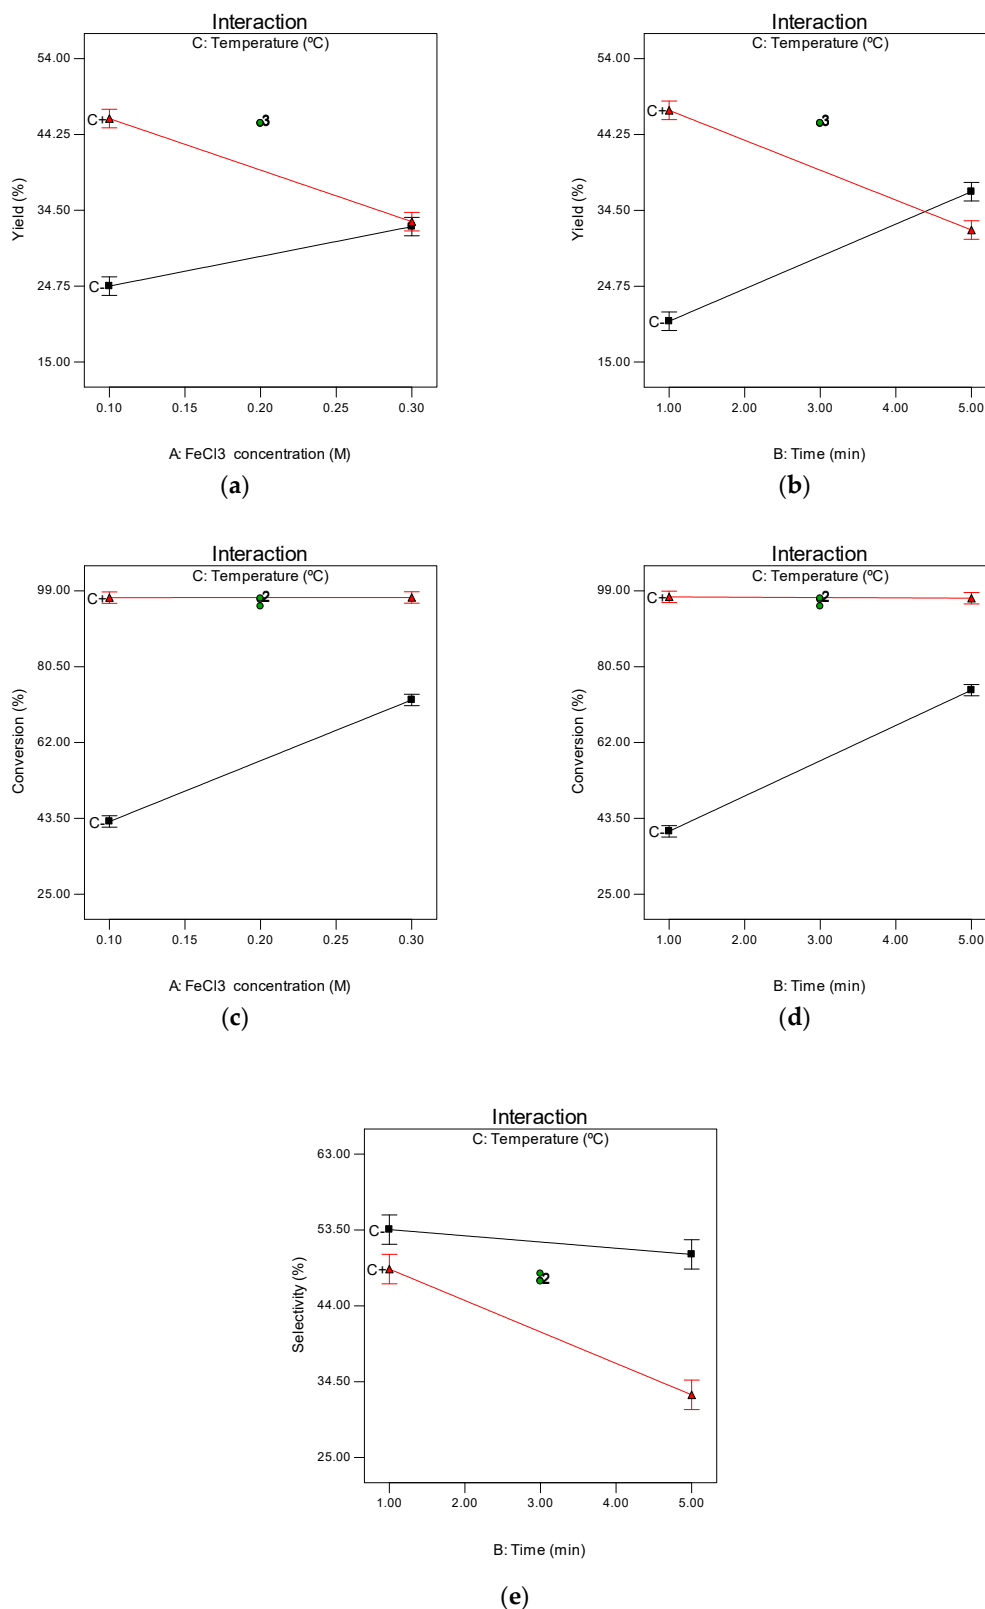 Interaction
C: Temperature (ºC)
54.00
44.25
34.50
24.75
15.00
Yield (%)
C+
C-
3
0.10 0.15 0.20 0.25 0.30
A: FeCl3 concentration (M)
(a)
Interaction
C: Temperature (ºC)
54.00
44.25
34.50
24.75
15.00
Yield (%)
C+
C-
3
1.00 2.00 3.00 4.00 5.00
B: Time (min)
(b)
Interaction
C: Temperature (ºC)
99.00
80.50
62.00
43.50
25.00
Conversion (%)
C+
C-
2
0.10 0.15 0.20 0.25 0.30
A: FeCl3 concentration (M)
(c)
Interaction
C: Temperature (ºC)
99.00
80.50
62.00
43.50
25.00
Conversion (%)
C+
C-
2
1.00 2.00 3.00 4.00 5.00
B: Time (min)
(d)
Interaction
C: Temperature (ºC)
63.00
53.50
44.00
34.50
25.00
Selectivity (%)
C-
C+
2
1.00 2.00 3.00 4.00 5.00
B: Time (min)
(e)